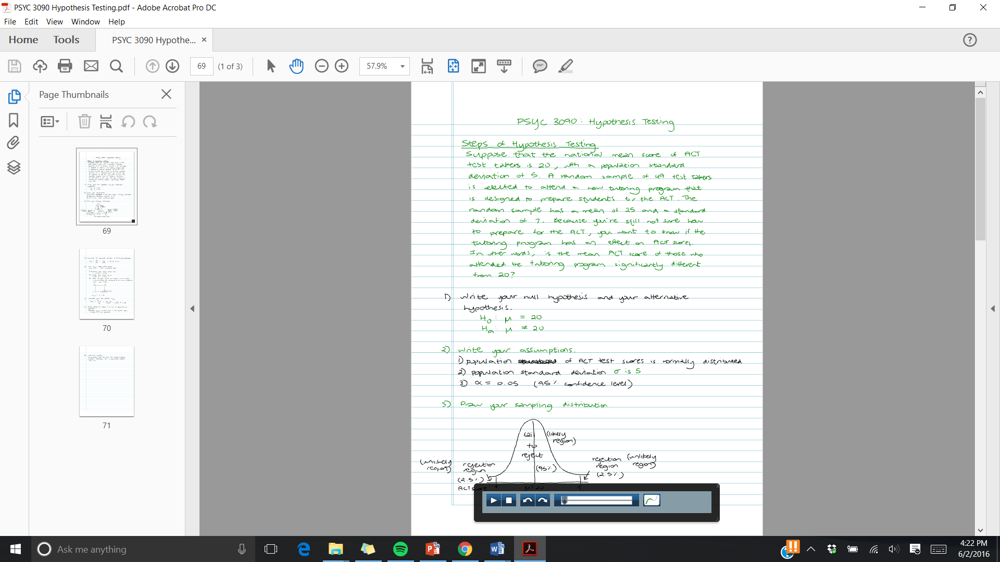 PSYC 3090 Hypothesis Testing.pdf - Adobe Acrobat Pro DC
File Edit View Window Help
Home Tools PSYC 3090 Hypothe...
69 (1 of 3) 57.9%
Page Thumbnails
69
70
71
PSYC 3090: Hypothesis Testing
Steps of Hypothesis Testing
Suppose that the national mean score of ACT
test takers is 20, with a population standard
deviation of 5. A random sample of 49 test takers
is selected to attend a new tutoring program that
is designed to prepare students for the ACT. The
random sample has a mean of 25 and a standard
deviation of 7. Because you're still not sure how
to prepare for the ACT, you want to know if the
tutoring program has an effect on ACT scores.
In other words, is the mean ACT score of those who
attended the tutoring program significantly different
from 20?
1) Write your null hypothesis and your alternative
hypothesis.
H₀: μ = 20
Hₐ: μ ≠ 20
2) Write your assumptions.
1) population of ACT test scores is normally distributed
2) population standard deviation σ is 5
3) α = 0.05 (95% confidence level)
3) Draw your sampling distribution
fail (likely
to region)
reject
(95%)
(unlikely region) rejection region (2.5%)
rejection region (2.5%) (unlikely region)
ACT score μ=20
Ask me anything
4:22 PM
6/2/2016